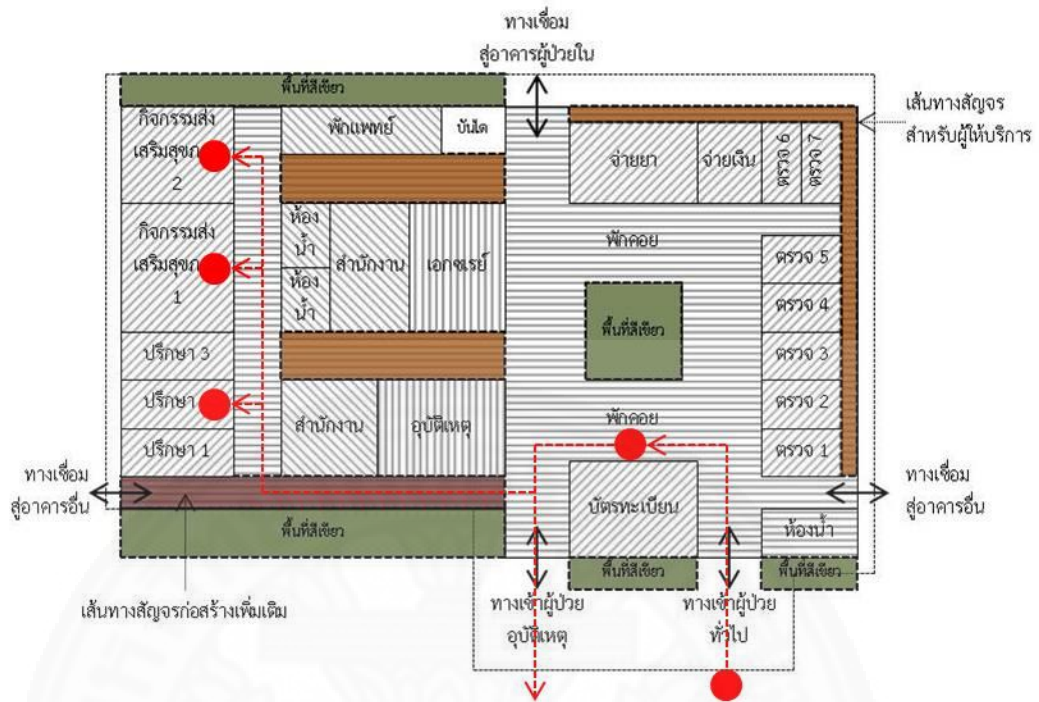 ทางเชื่อม
สู่อาคารผู้ป่วยใน
พื้นที่สีเขียว
กิจกรรมส่ง
เสริมสุขภ
2
พักแพทย์
บันได
เส้นทางสัญจร
สำหรับผู้ให้บริการ
จ่ายยา
จ่ายเงิน
ตรวจ 6
ตรวจ 7
กิจกรรมส่ง
เสริมสุขภ
1
ห้อง
น้ำ
ห้อง
น้ำ
สำนักงาน
เอกซเรย์
พักคอย
พื้นที่สีเขียว
ตรวจ 5
ตรวจ 4
ตรวจ 3
ตรวจ 2
ตรวจ 1
ปรึกษา 3
ปรึกษา
ปรึกษา 1
สำนักงาน
อุบัติเหตุ
พักคอย
บัตรทะเบียน
ทางเชื่อม
สู่อาคารอื่น
ทางเชื่อม
สู่อาคารอื่น
พื้นที่สีเขียว
ห้องน้ำ
พื้นที่สีเขียว
พื้นที่สีเขียว
เส้นทางสัญจรก่อสร้างเพิ่มเติม
ทางเข้าผู้ป่วย
อุบัติเหตุ
ทางเข้าผู้ป่วย
ทั่วไป